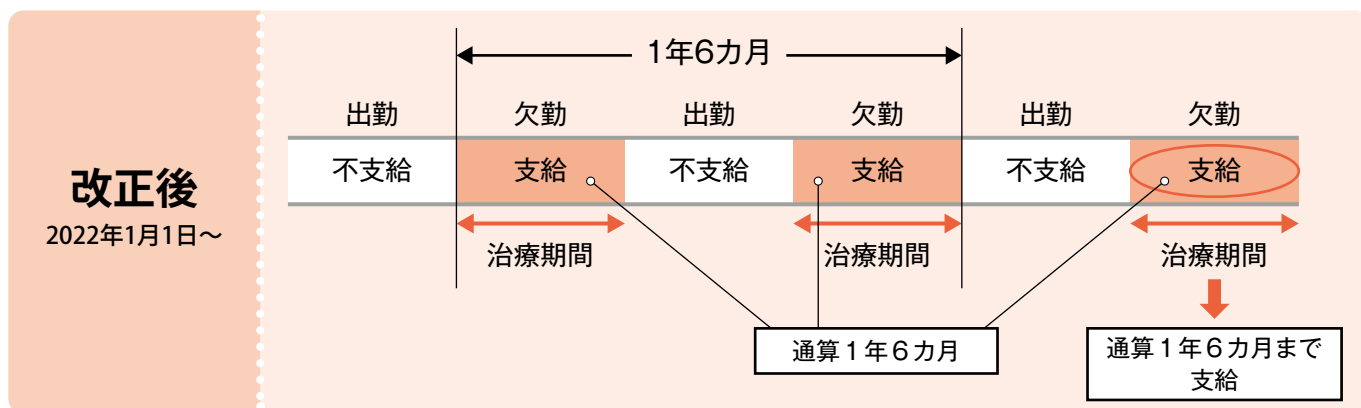 改正後
2022年1月1日～
1年6カ月
出勤 欠勤 出勤 欠勤 出勤 欠勤
不支給 支給 不支給 支給 不支給 支給
治療期間 治療期間 治療期間
通算1年6カ月
通算1年6カ月まで
支給